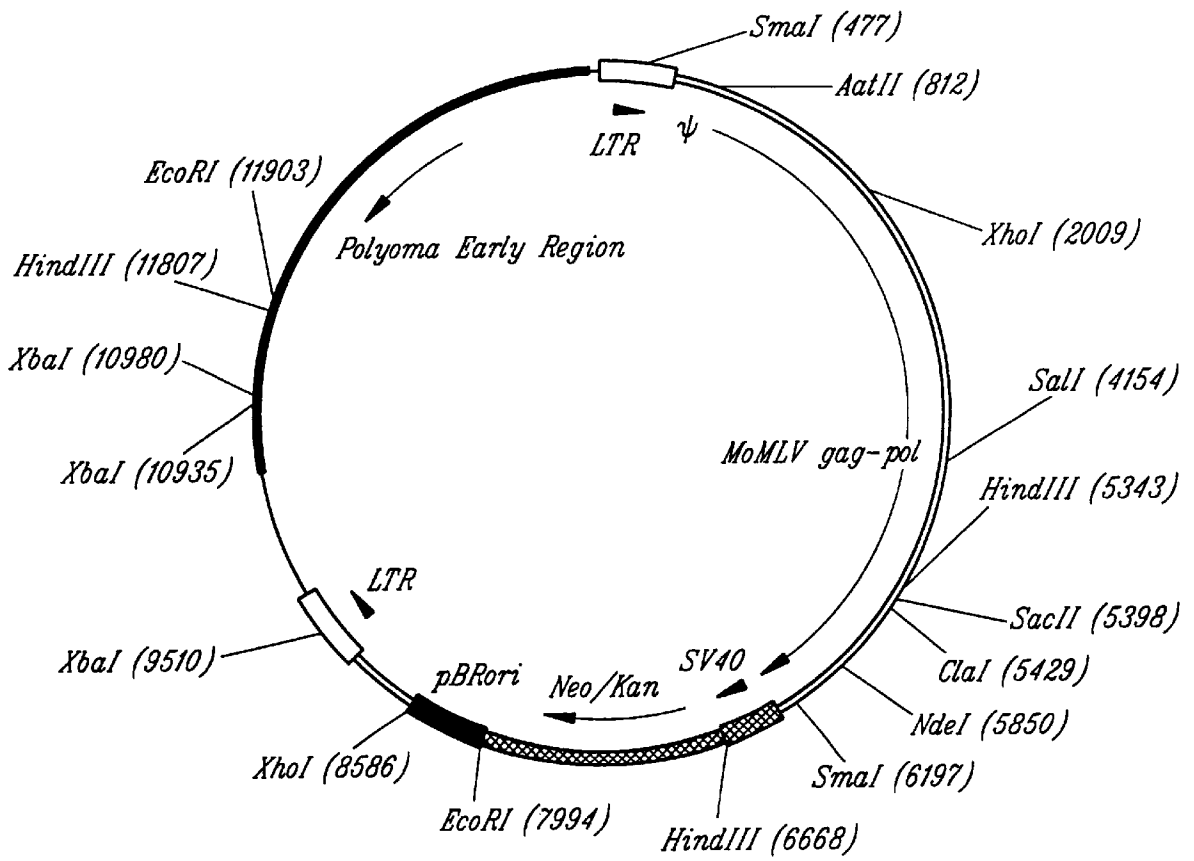 SmaI (477)
AatII (812)
LTR
ψ
EcoRI (11903)
XhoI (2009)
Polyoma Early Region
HindIII (11807)
XbaI (10980)
SalI (4154)
XbaI (10935)
MoMLV gag-pol
HindIII (5343)
LTR
SacII (5398)
XbaI (9510)
SV40
ClaI (5429)
pBRori
Neo/Kan
NdeI (5850)
XhoI (8586)
SmaI (6197)
EcoRI (7994)
HindIII (6668)